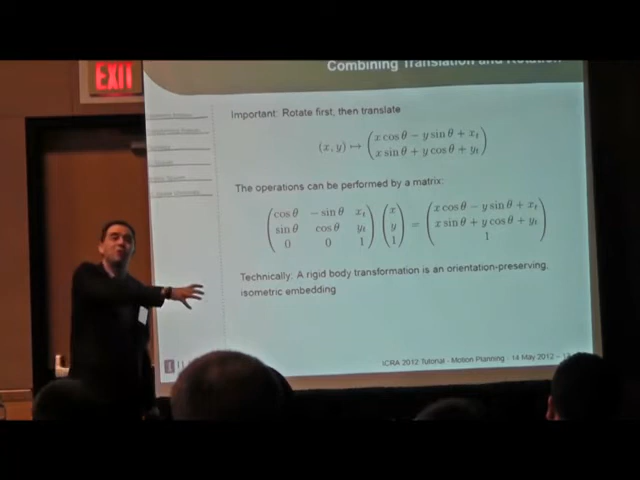 EXIT
Combining Translation and Rotation
Important: Rotate first, then translate
(x, y) ↦ (x cos θ − y sin θ + x_t
x sin θ + y cos θ + y_t)
The operations can be performed by a matrix:
(cos θ − sin θ x_t
sin θ cos θ y_t
0 0 1) (x
y
1) = (x cos θ − y sin θ + x_t
x sin θ + y cos θ + y_t
1)
Technically: A rigid body transformation is an orientation-preserving,
isometric embedding
ICRA 2012 Tutorial - Motion Planning - 14 May 2012 –